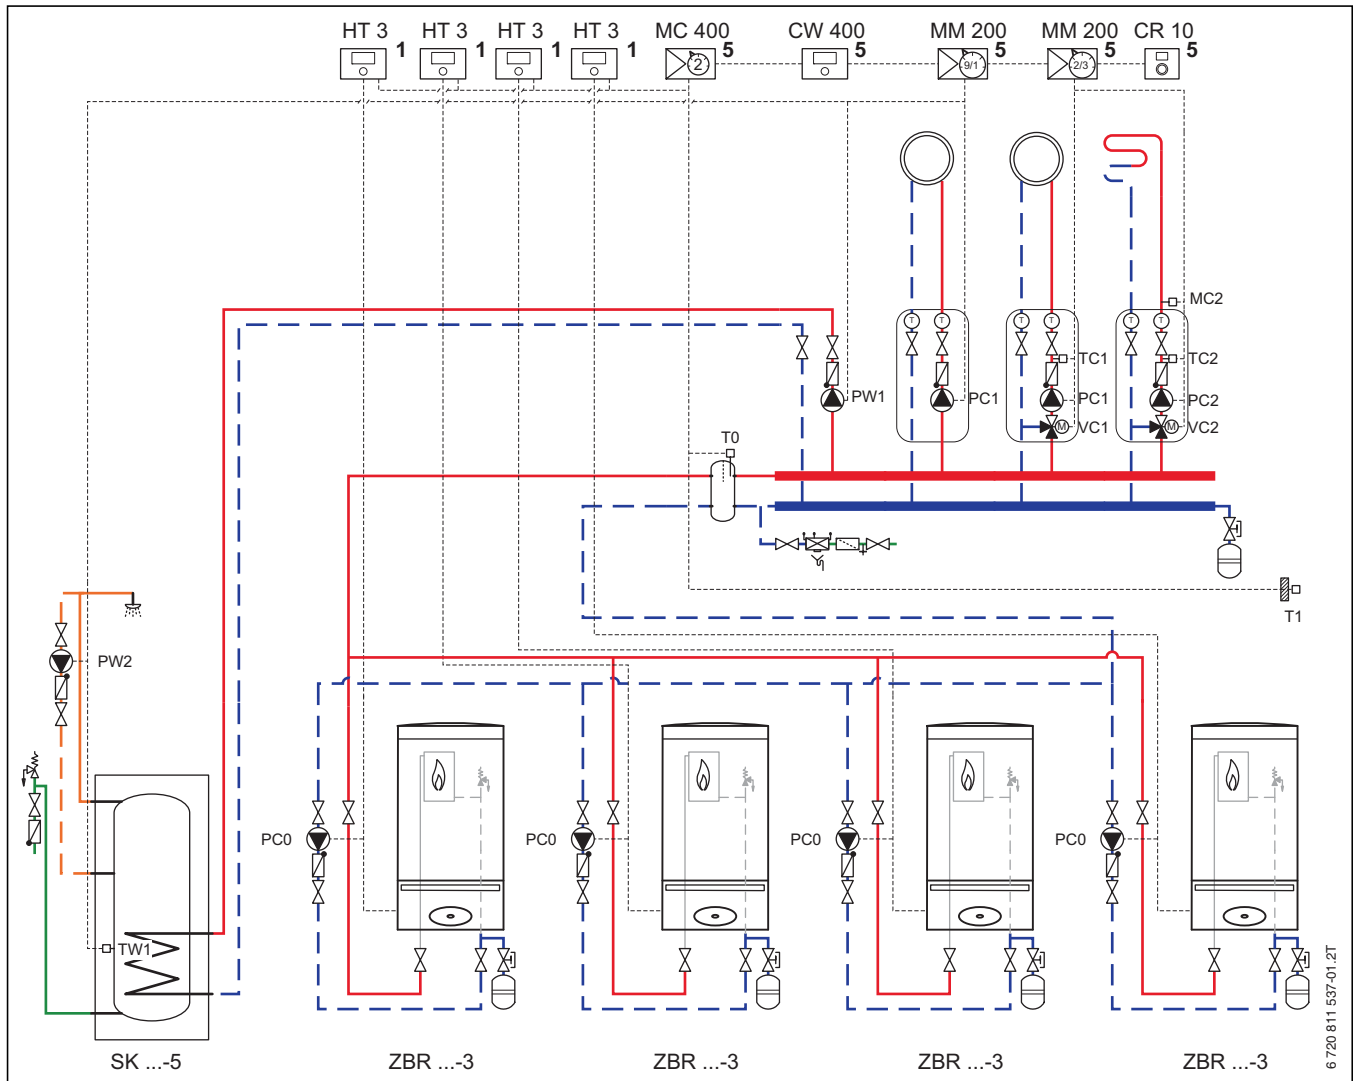 HT 3 HT 3 HT 3 HT 3 MC 400 CW 400 MM 200 MM 200 CR 10
1 1 1 1 5 5 5 5 5
2 9/1 2/3
MC2
T T T T T T
TC1 TC2
PW1 PC1 PC1 PC2
M VC1 M VC2
T0
T1
PW2
PC0 PC0 PC0 PC0
TW1
SK ...-5 ZBR ...-3 ZBR ...-3 ZBR ...-3 ZBR ...-3
6 720 811 537-01.2T